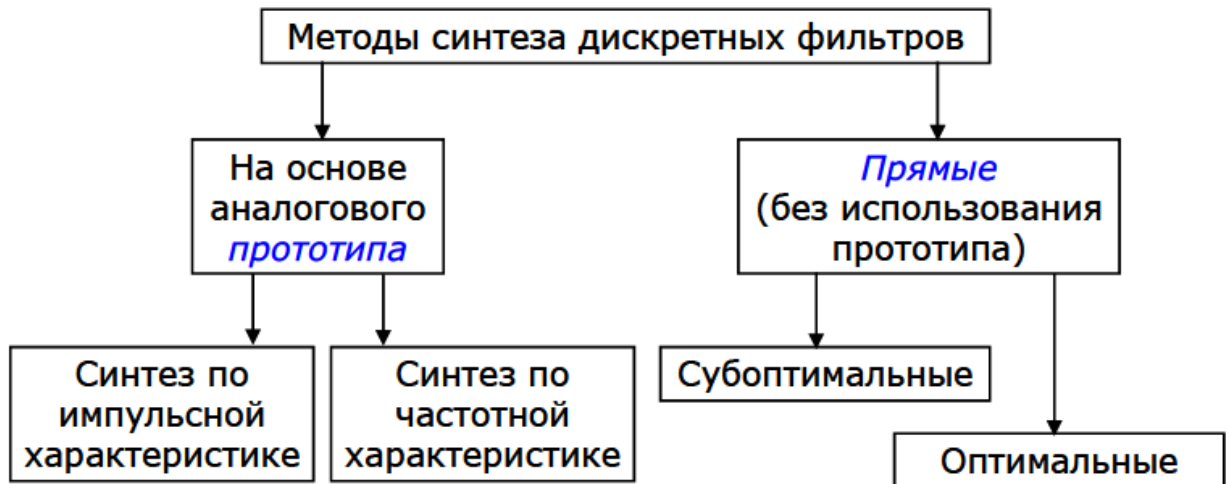 Методы синтеза дискретных фильтров
На основе
аналогового
прототипа
Прямые
(без использования
прототипа)
Синтез по
импульсной
характеристике
Синтез по
частотной
характеристике
Субоптимальные
Оптимальные